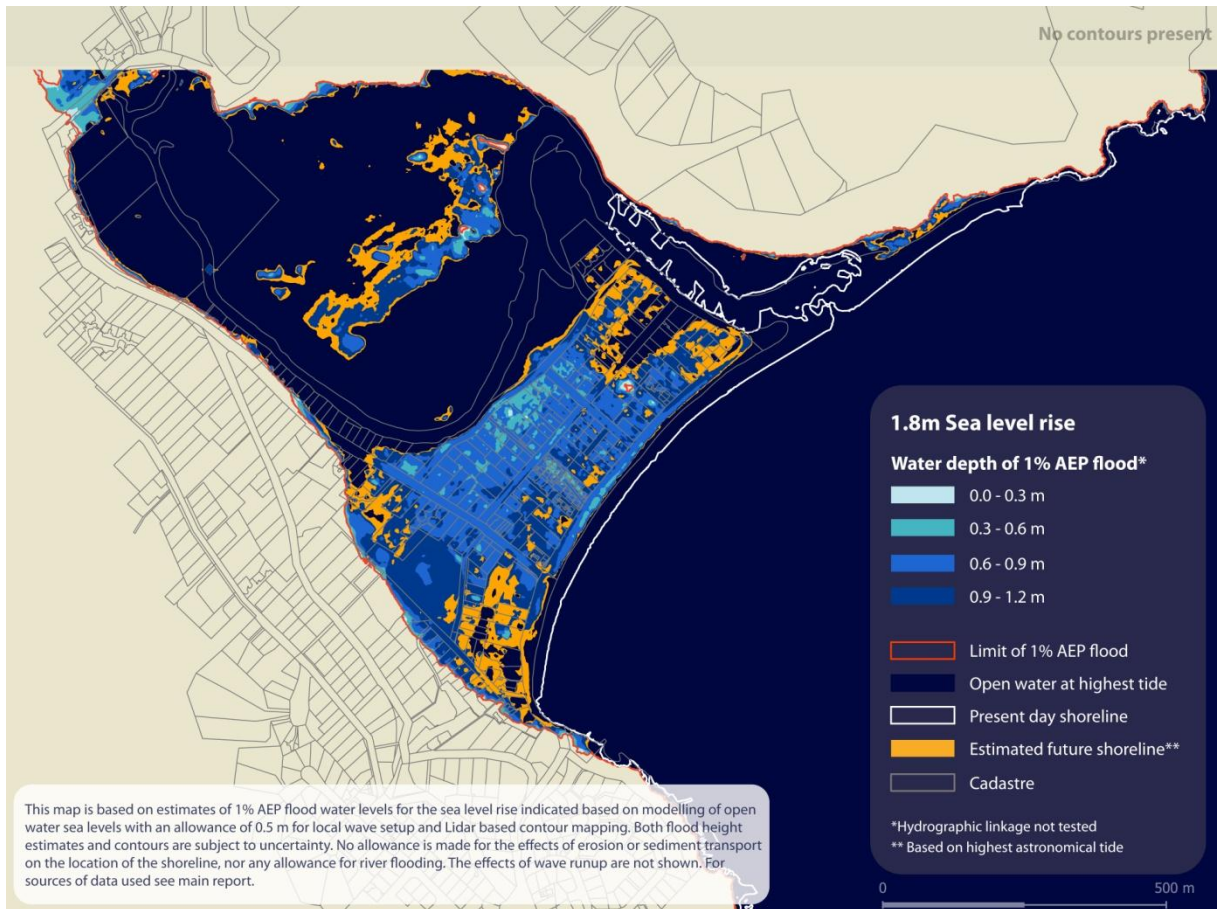 No contours present
1.8m Sea level rise
Water depth of 1% AEP flood*
0.0 - 0.3 m
0.3 - 0.6 m
0.6 - 0.9 m
0.9 - 1.2 m
Limit of 1% AEP flood
Open water at highest tide
Present day shoreline
Estimated future shoreline**
Cadastre
*Hydrographic linkage not tested
** Based on highest astronomical tide
This map is based on estimates of 1% AEP flood water levels for the sea level rise indicated based on modelling of open
water sea levels with an allowance of 0.5 m for local wave setup and Lidar based contour mapping. Both flood height
estimates and contours are subject to uncertainty. No allowance is made for the effects of erosion or sediment transport
on the location of the shoreline, nor any allowance for river flooding. The effects of wave runup are not shown. For
sources of data used see main report.
0 500 m